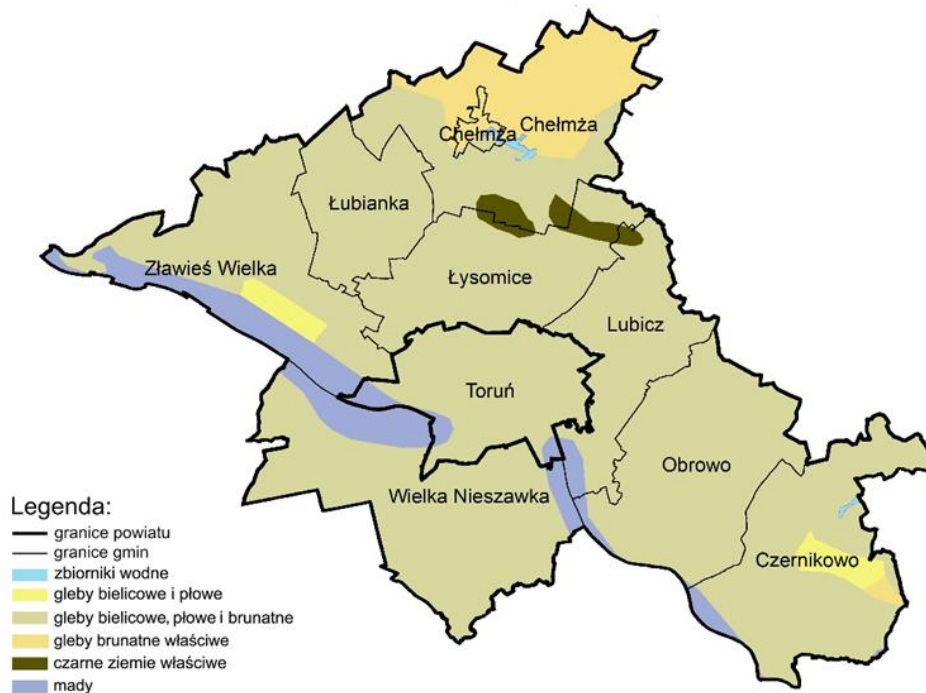 Chełmża
Chełmża
Łubianka
Zławieś Wielka
Łysomice
Lubicz
Toruń
Obrowo
Wielka Nieszawka
Czernikowo
Legenda:
granice powiatu
granice gmin
zbiorniki wodne
gleby bielicowe i płowe
gleby bielicowe, płowe i brunatne
gleby brunatne właściwe
czarne ziemie właściwe
mady